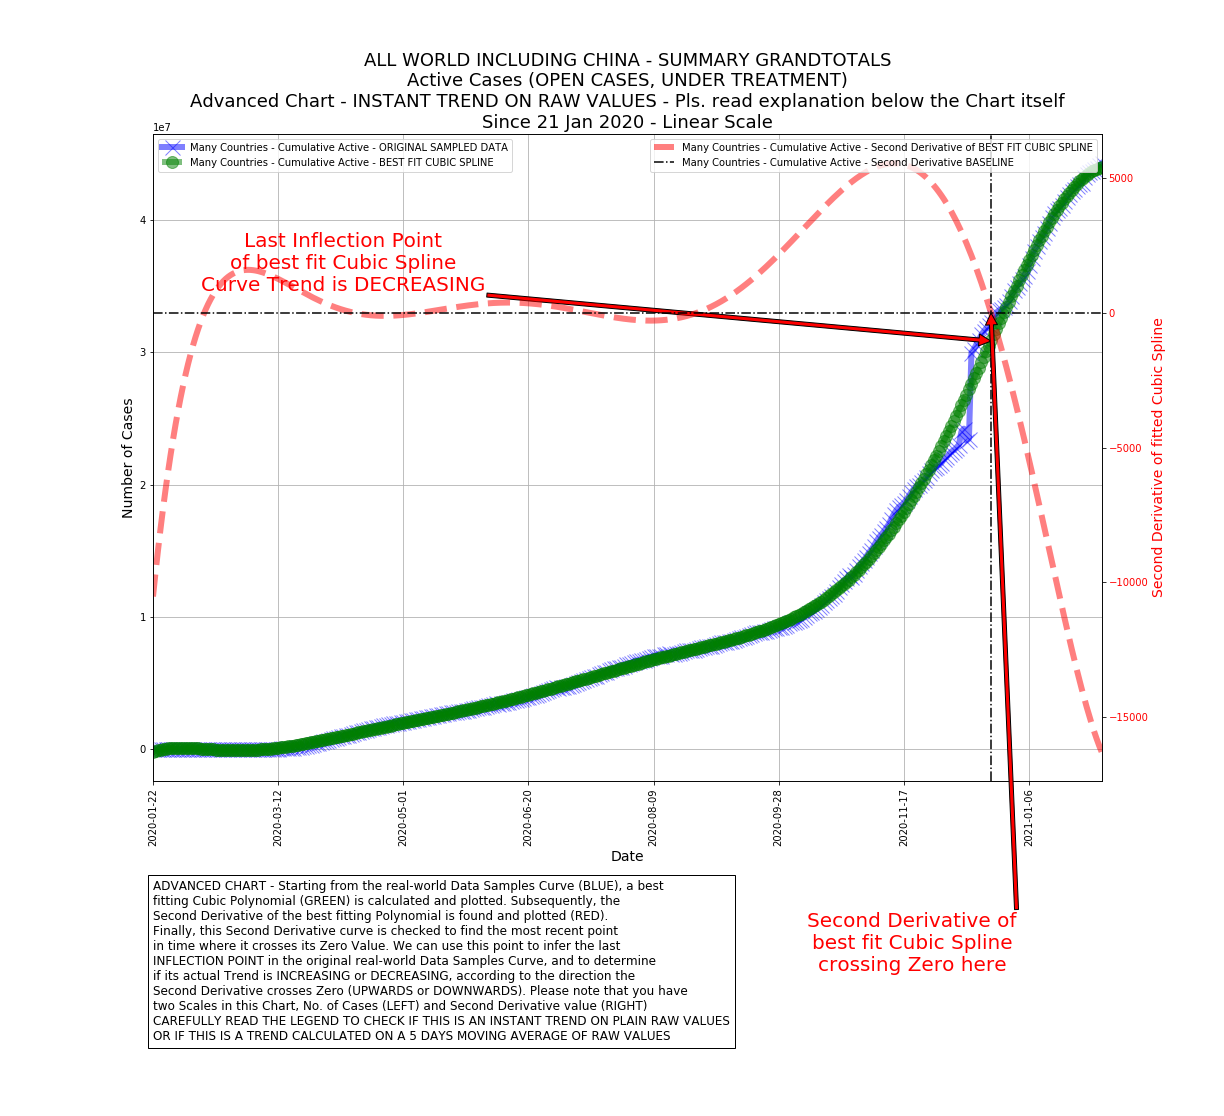 ALL WORLD INCLUDING CHINA - SUMMARY GRANDTOTALS
Active Cases (OPEN CASES, UNDER TREATMENT)
Advanced Chart - INSTANT TREND ON RAW VALUES - Pls. read explanation below the Chart itself
Since 21 Jan 2020 - Linear Scale
1e7
Many Countries - Cumulative Active - ORIGINAL SAMPLED DATA
Many Countries - Cumulative Active - BEST FIT CUBIC SPLINE
Many Countries - Cumulative Active - Second Derivative of BEST FIT CUBIC SPLINE
Many Countries - Cumulative Active - Second Derivative BASELINE
Last Inflection Point
of best fit Cubic Spline
Curve Trend is DECREASING
Number of Cases
4
3
2
1
0
5000
0
−5000
−10000
−15000
Second Derivative of fitted Cubic Spline
2020-01-22
2020-03-12
2020-05-01
2020-06-20
2020-08-09
2020-09-28
2020-11-17
2021-01-06
Date
Second Derivative of
best fit Cubic Spline
crossing Zero here
ADVANCED CHART - Starting from the real-world Data Samples Curve (BLUE), a best
fitting Cubic Polynomial (GREEN) is calculated and plotted. Subsequently, the
Second Derivative of the best fitting Polynomial is found and plotted (RED).
Finally, this Second Derivative curve is checked to find the most recent point
in time where it crosses its Zero Value. We can use this point to infer the last
INFLECTION POINT in the original real-world Data Samples Curve, and to determine
if its actual Trend is INCREASING or DECREASING, according to the direction the
Second Derivative crosses Zero (UPWARDS or DOWNWARDS). Please note that you have
two Scales in this Chart, No. of Cases (LEFT) and Second Derivative value (RIGHT)
CAREFULLY READ THE LEGEND TO CHECK IF THIS IS AN INSTANT TREND ON PLAIN RAW VALUES
OR IF THIS IS A TREND CALCULATED ON A 5 DAYS MOVING AVERAGE OF RAW VALUES